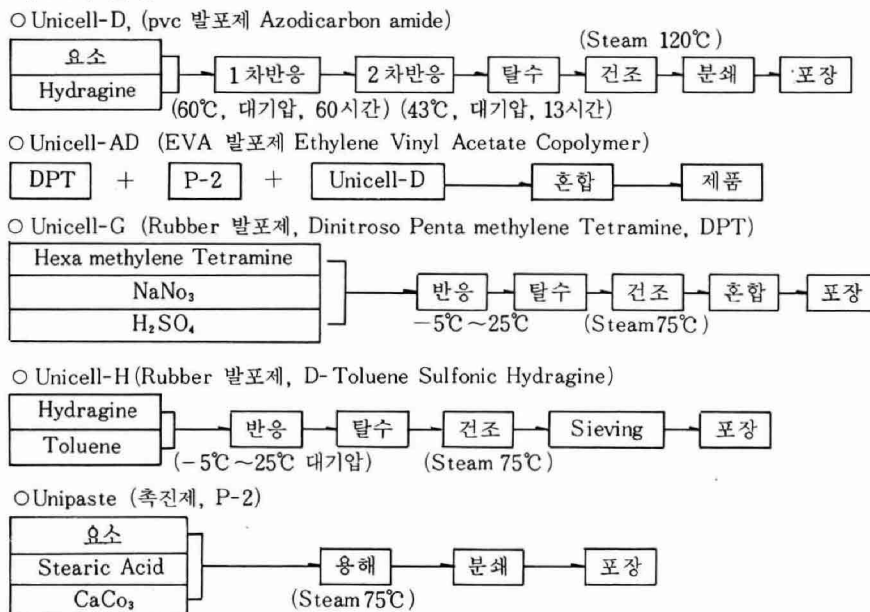 ○ Unicell-D, (pvc 발포제 Azodicarbon amide)
(Steam 120℃)
요소
Hydragine
1차반응 2차반응 탈수 건조 분쇄 포장
(60℃, 대기압, 60시간) (43℃, 대기압, 13시간)
○ Unicell-AD (EVA 발포제 Ethylene Vinyl Acetate Copolymer)
DPT + P-2 + Unicell-D 혼합 제품
○ Unicell-G (Rubber 발포제, Dinitroso Penta methylene Tetramine, DPT)
Hexa methylene Tetramine
NaNo₃
H₂SO₄
반응 탈수 건조 혼합 포장
-5℃~25℃ (Steam75℃)
○ Unicell-H (Rubber 발포제, D-Toluene Sulfonic Hydragine)
Hydragine
Toluene
반응 탈수 건조 Sieving 포장
(-5℃~25℃ 대기압) (Steam 75℃)
○ Unipaste (촉진제, P-2)
요소
Stearic Acid
CaCo₃
용해 분쇄 포장
(Steam 75℃)